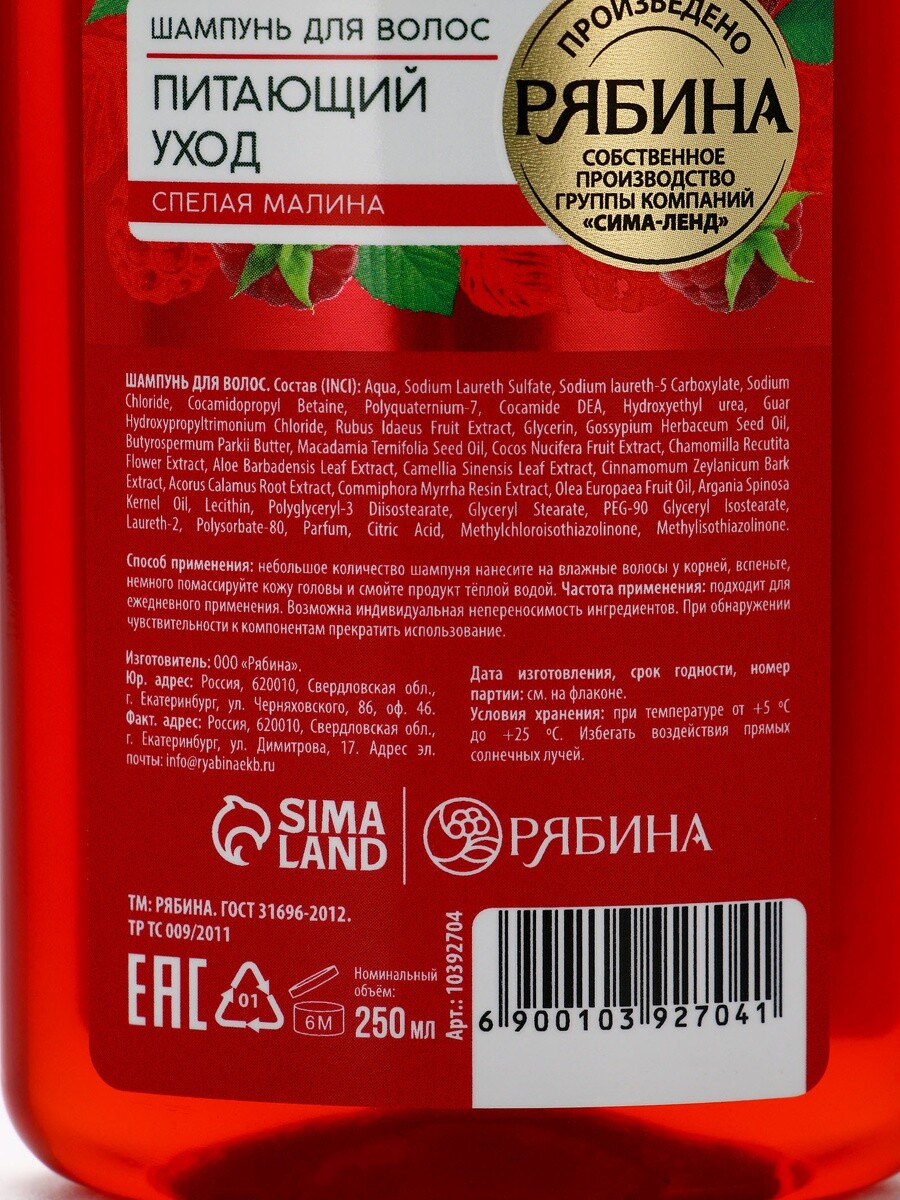 ШАМПУНЬ ДЛЯ ВОЛОС
ПИТАЮЩИЙ
УХОД
СПЕЛАЯ МАЛИНА
ПРОИЗВЕДЕНО
РЯБИНА
СОБСТВЕННОЕ
ПРОИЗВОДСТВО
ГРУППЫ КОМПАНИЙ
«СИМА-ЛЕНД»
ШАМПУНЬ ДЛЯ ВОЛОС. Состав (INCI): Aqua, Sodium Laureth Sulfate, Sodium laureth-5 Carboxylate, Sodium
Chloride, Cocamidopropyl Betaine, Polyquaternium-7, Cocamide DEA, Hydroxyethyl urea, Guar
Hydroxypropyltrimonium Chloride, Rubus Idaeus Fruit Extract, Glycerin, Gossypium Herbaceum Seed Oil,
Butyrospermum Parkii Butter, Macadamia Ternifolia Seed Oil, Cocos Nucifera Fruit Extract, Chamomilla Recutita
Flower Extract, Aloe Barbadensis Leaf Extract, Camellia Sinensis Leaf Extract, Cinnamomum Zeylanicum Bark
Extract, Acorus Calamus Root Extract, Commiphora Myrrha Resin Extract, Olea Europaea Fruit Oil, Argania Spinosa
Kernel Oil, Lecithin, Polyglyceryl-3 Diisostearate, Glyceryl Stearate, PEG-90 Glyceryl Isostearate,
Laureth-2, Polysorbate-80, Parfum, Citric Acid, Methylchloroisothiazolinone, Methylisothiazolinone.
Способ применения: небольшое количество шампуня нанесите на влажные волосы у корней, вспеньте,
немного помассируйте кожу головы и смойте продукт тёплой водой. Частота применения: подходит для
ежедневного применения. Возможна индивидуальная непереносимость ингредиентов. При обнаружении
чувствительности к компонентам прекратить использование.
Изготовитель: ООО «Рябина».
Юр. адрес: Россия, 620010, Свердловская обл.,
г. Екатеринбург, ул. Черняховского, 86, оф. 46.
Факт. адрес: Россия, 620010, Свердловская обл.,
г. Екатеринбург, ул. Димитрова, 17. Адрес эл.
почты: info@ryabinaekb.ru
Дата изготовления, срок годности, номер
партии: см. на флаконе.
Условия хранения: при температуре от +5 °C
до +25 °C. Избегать воздействия прямых
солнечных лучей.
SIMA
LAND
РЯБИНА
ТМ: РЯБИНА. ГОСТ 31696-2012.
ТР ТС 009/2011
EAC
01
6М
Номинальный
объём:
250 мл
Арт.: 10392704
6 900103 927041